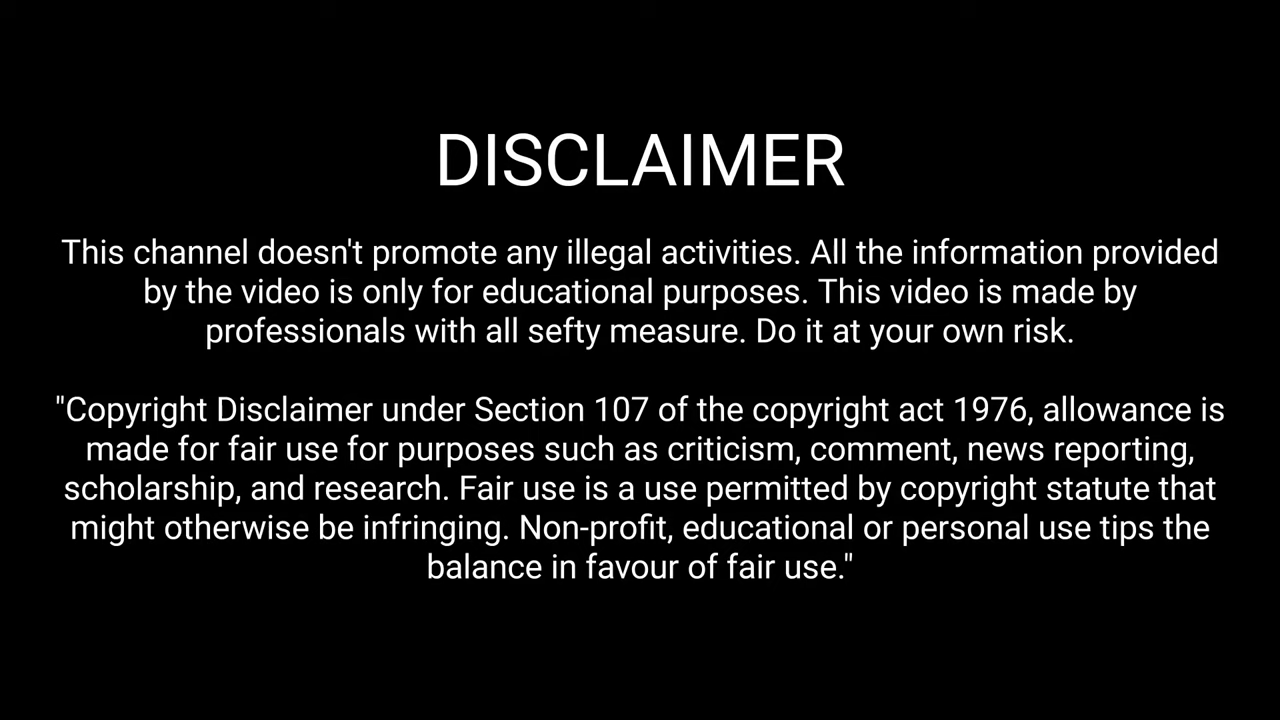 DISCLAIMER
This channel doesn't promote any illegal activities. All the information provided
by the video is only for educational purposes. This video is made by
professionals with all sefty measure. Do it at your own risk.
"Copyright Disclaimer under Section 107 of the copyright act 1976, allowance is
made for fair use for purposes such as criticism, comment, news reporting,
scholarship, and research. Fair use is a use permitted by copyright statute that
might otherwise be infringing. Non-profit, educational or personal use tips the
balance in favour of fair use."